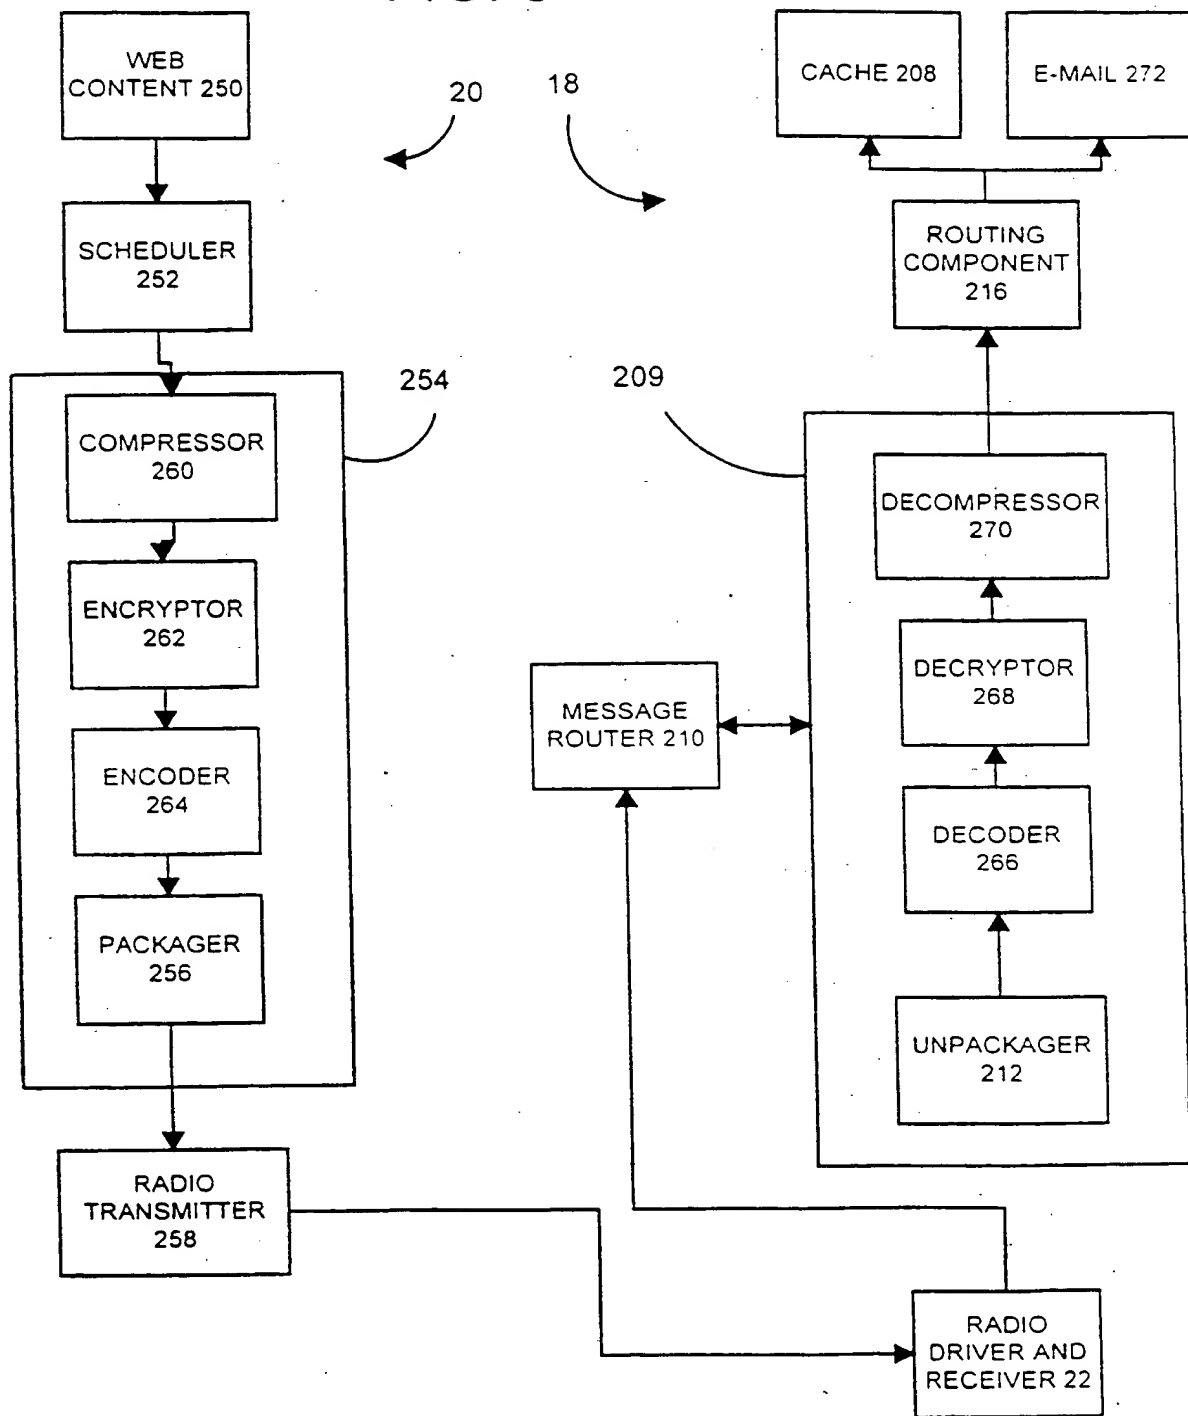 WEB
CONTENT 250
20
18
CACHE 208
E-MAIL 272
SCHEDULER
252
ROUTING
COMPONENT
216
254
209
COMPRESSOR
260
DECOMPRESSOR
270
ENCRYPTOR
262
DECRYPTOR
268
MESSAGE
ROUTER 210
ENCODER
264
DECODER
266
PACKAGER
256
UNPACKAGER
212
RADIO
TRANSMITTER
258
RADIO
DRIVER AND
RECEIVER 22